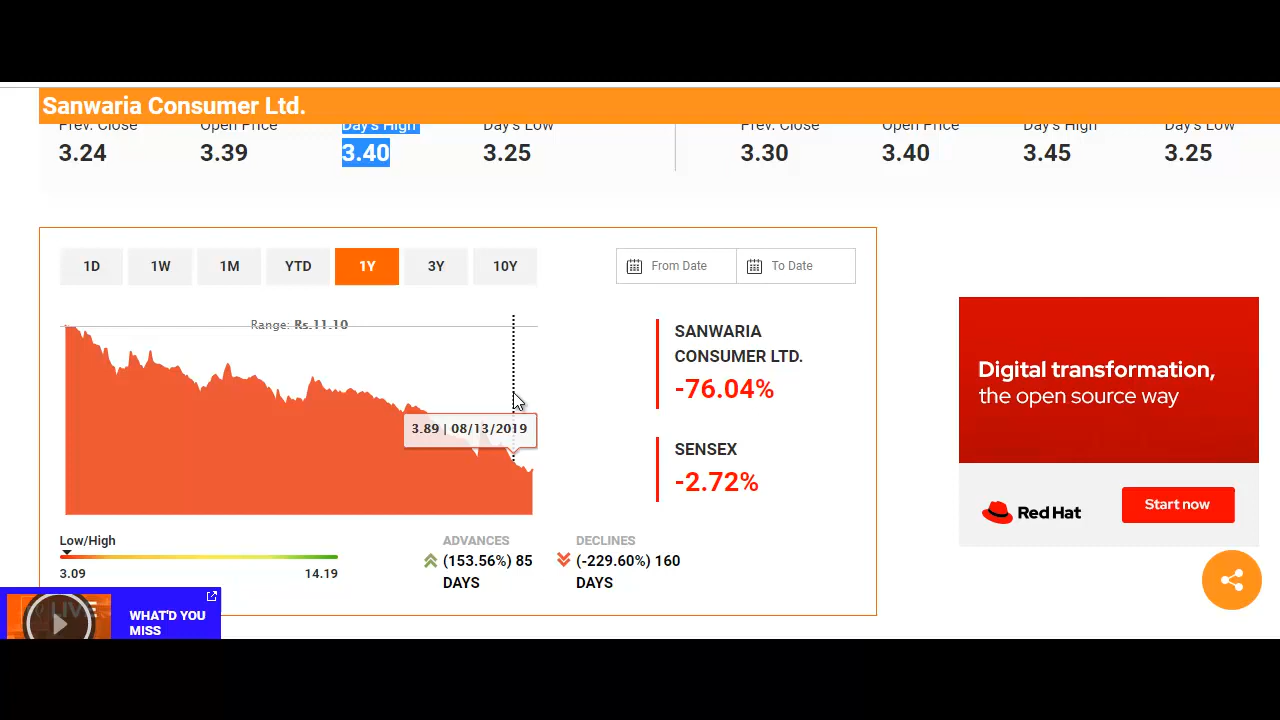 Sanwaria Consumer Ltd.
Prev. Close Open Price Day's High Day's Low Prev. Close Open Price Day's High Day's Low
3.24 3.39 3.40 3.25 3.30 3.40 3.45 3.25
1D 1W 1M YTD 1Y 3Y 10Y From Date To Date
Range: Rs.11.10
SANWARIA
CONSUMER LTD.
-76.04%
3.89 | 08/13/2019
SENSEX
-2.72%
Low/High
3.09 14.19
ADVANCES
(153.56%) 85
DAYS
DECLINES
(-229.60%) 160
DAYS
Digital transformation,
the open source way
Red Hat
Start now
LIVE
WHAT'D YOU
MISS